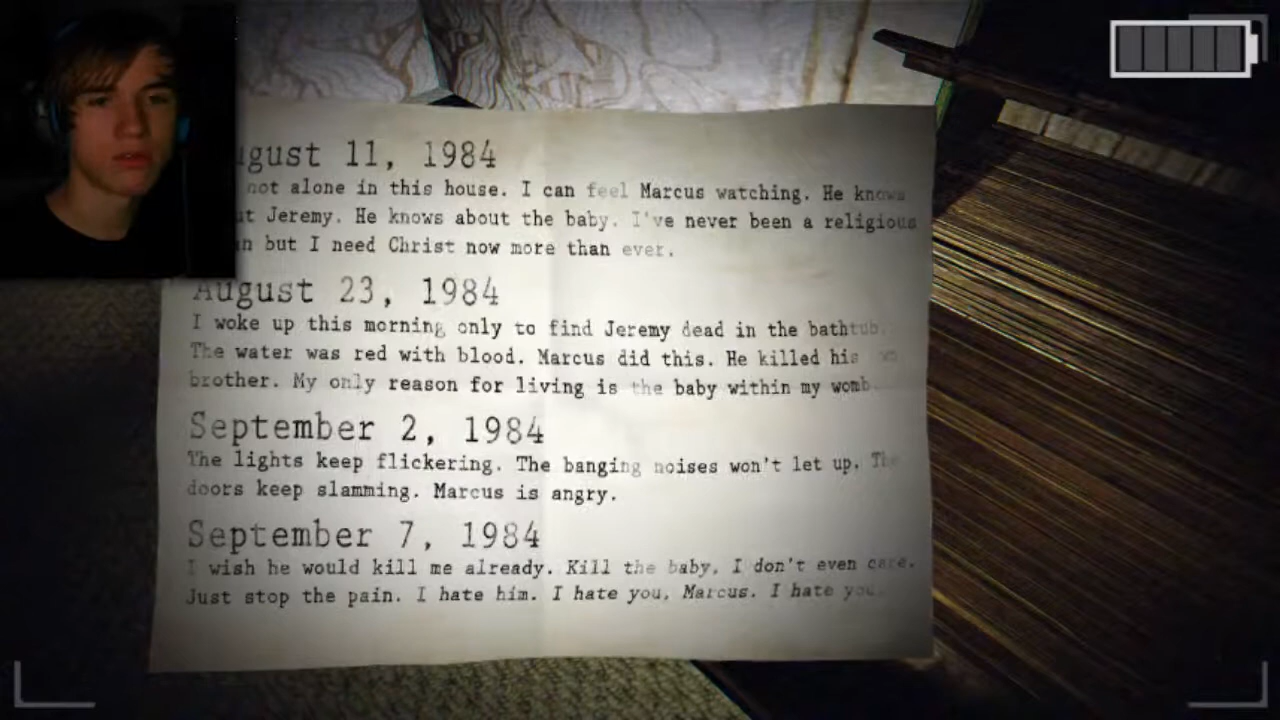 ugust 11, 1984
not alone in this house. I can feel Marcus watching. He knows
ut Jeremy. He knows about the baby. I've never been a religious
n but I need Christ now more than ever.
August 23, 1984
I woke up this morning only to find Jeremy dead in the bathtub.
The water was red with blood. Marcus did this. He killed his
brother. My only reason for living is the baby within my womb.
September 2, 1984
The lights keep flickering. The banging noises won't let up. The
doors keep slamming. Marcus is angry.
September 7, 1984
I wish he would kill me already. Kill the baby, I don't even care.
Just stop the pain. I hate him. I hate you, Marcus. I hate you.